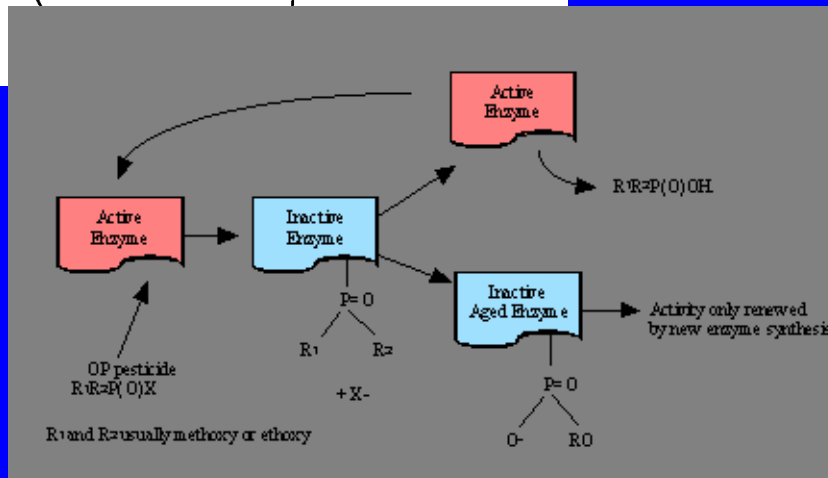 Active
Enzyme
R1R2P(O)OH.
Active
Enzyme
Inactive
Enzyme
Inactive
Aged Enzyme
Activity only renewed
by new enzyme synthesis
P=O
R1 R2
OP pesticide
R1R2P(O)X
+X-
P=O
O- RO
R1 and R2 usually methoxy or ethoxy